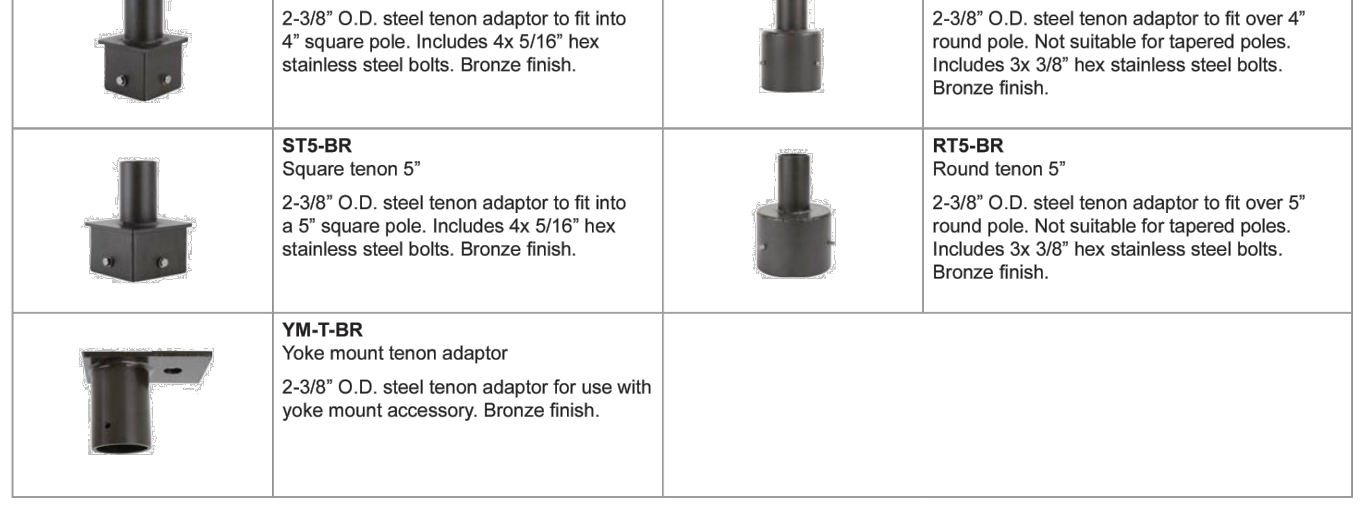 2-3/8” O.D. steel tenon adaptor to fit into
4” square pole. Includes 4x 5/16” hex
stainless steel bolts. Bronze finish.
2-3/8” O.D. steel tenon adaptor to fit over 4”
round pole. Not suitable for tapered poles.
Includes 3x 3/8” hex stainless steel bolts.
Bronze finish.
ST5-BR
Square tenon 5”
2-3/8” O.D. steel tenon adaptor to fit into
a 5” square pole. Includes 4x 5/16” hex
stainless steel bolts. Bronze finish.
RT5-BR
Round tenon 5”
2-3/8” O.D. steel tenon adaptor to fit over 5”
round pole. Not suitable for tapered poles.
Includes 3x 3/8” hex stainless steel bolts.
Bronze finish.
YM-T-BR
Yoke mount tenon adaptor
2-3/8” O.D. steel tenon adaptor for use with
yoke mount accessory. Bronze finish.